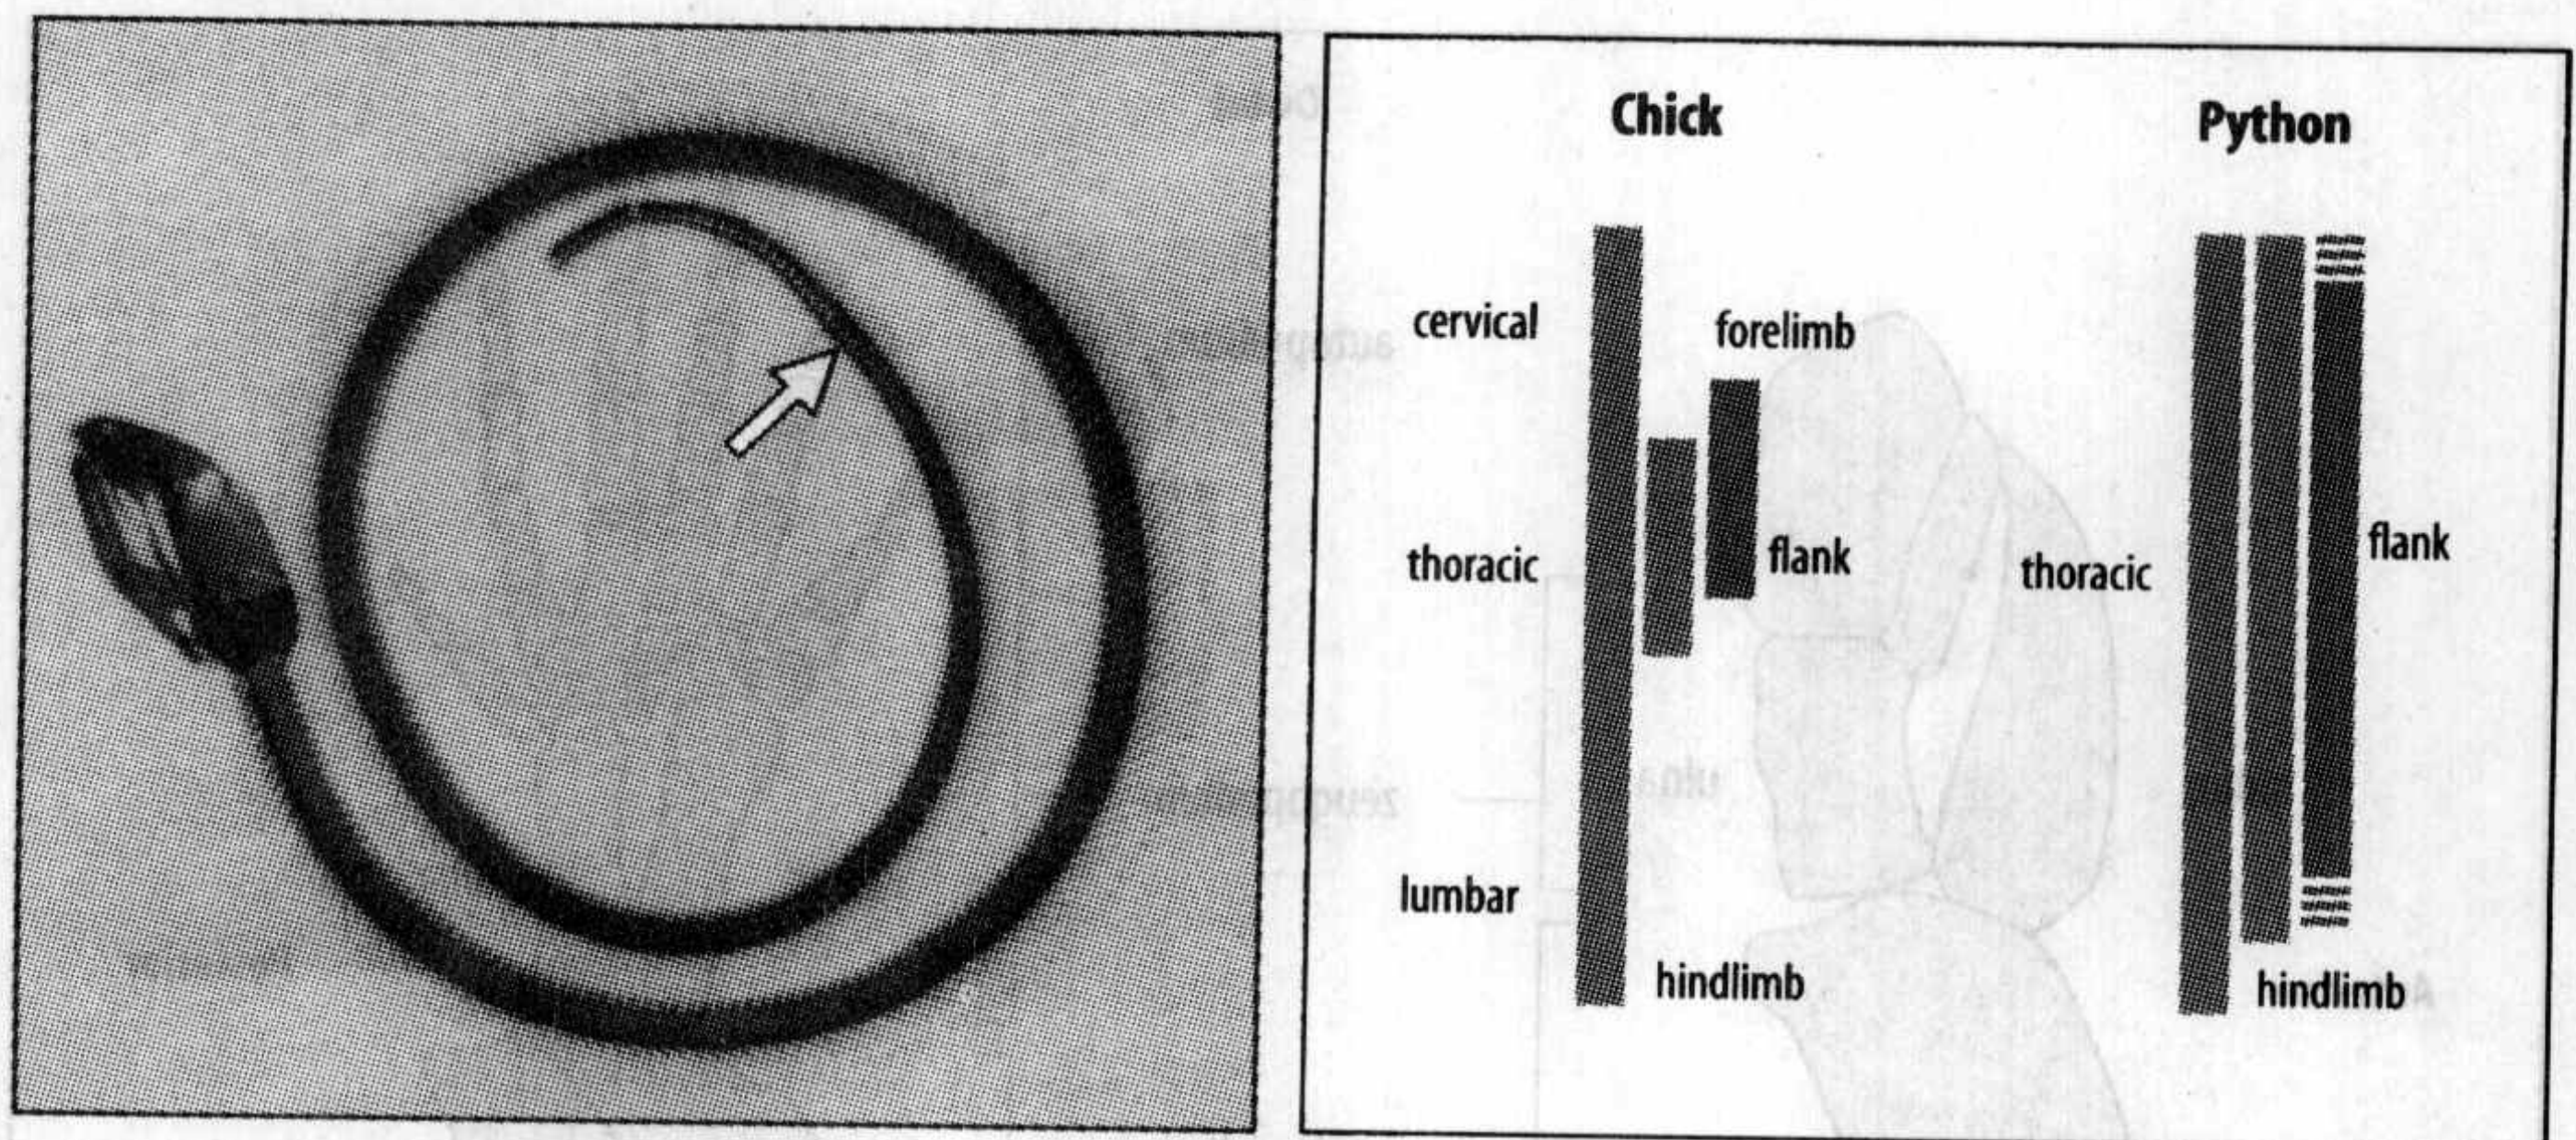 Chick
Python
cervical
forelimb
thoracic
flank
thoracic
flank
lumbar
hindlimb
hindlimb